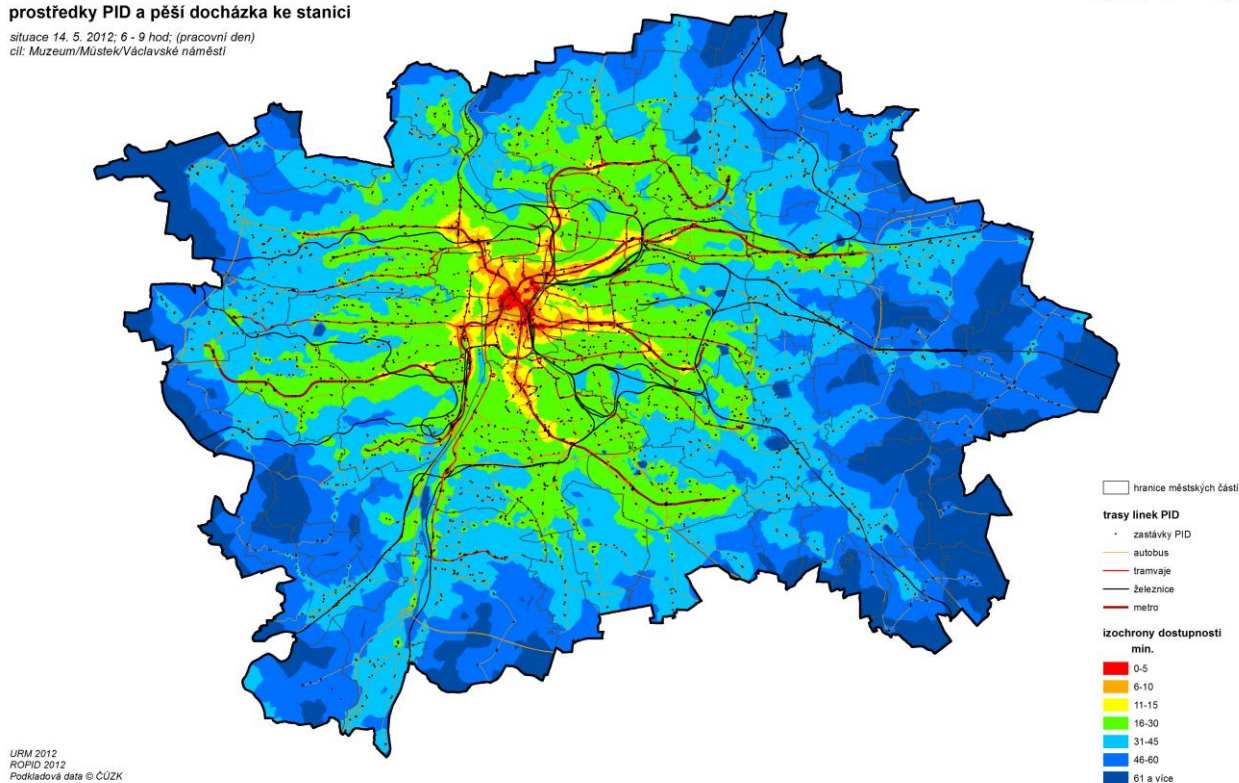 prostředky PID a pěší docházka ke stanici
situace 14. 5. 2012; 6 - 9 hod; (pracovní den)
cíl: Muzeum/Můstek/Václavské náměstí
hranice městských částí
trasy linek PID
zastávky PID
autobus
tramvaje
železnice
metro
izochrony dostupnosti
min.
0-5
6-10
11-15
16-30
31-45
46-60
61 a více
URM 2012
ROPID 2012
Podkladová data © ČÚZK